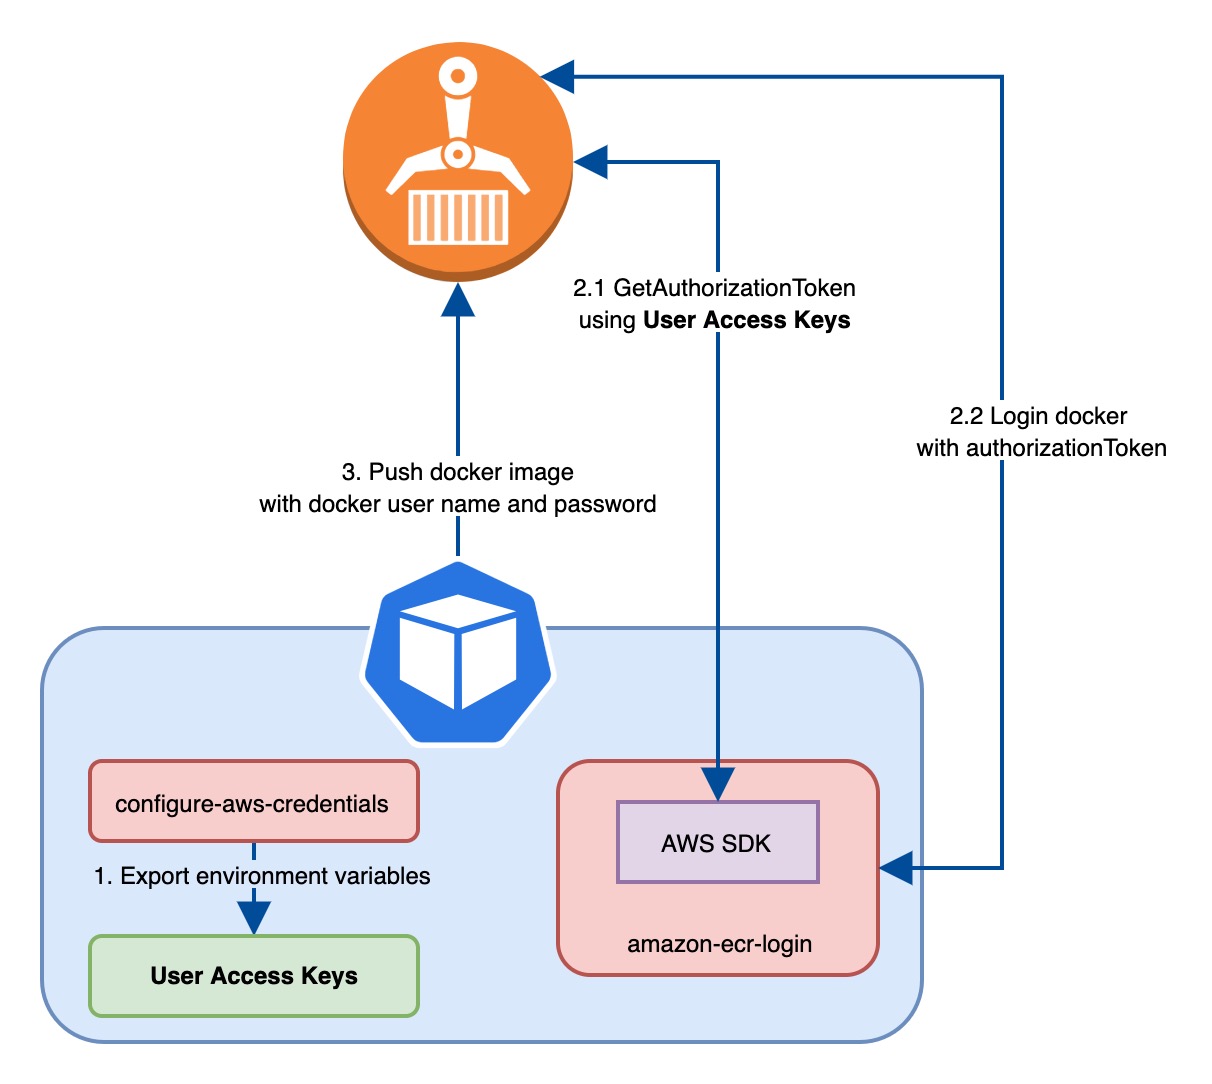 2.1 GetAuthorizationToken
using User Access Keys
2.2 Login docker
with authorizationToken
3. Push docker image
with docker user name and password
configure-aws-credentials
1. Export environment variables
User Access Keys
AWS SDK
amazon-ecr-login